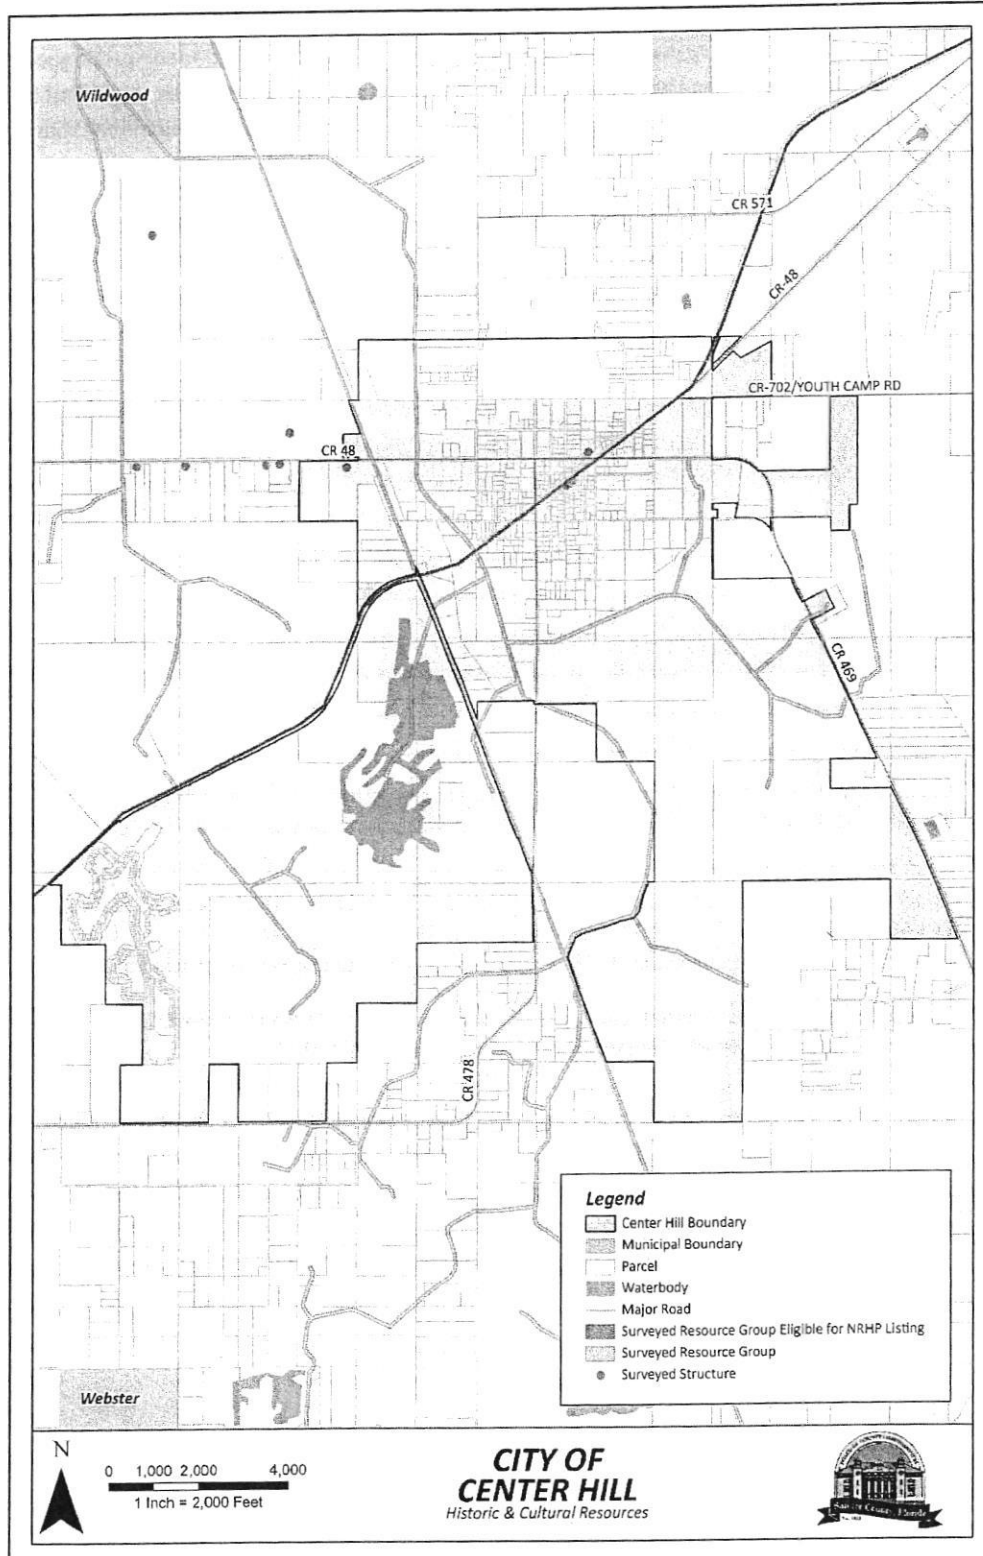 Wildwood
CR 571
CR-48
CR-702/YOUTH CAMP RD
CR 48
CR 469
CR 478
Legend
Center Hill Boundary
Municipal Boundary
Parcel
Waterbody
Major Road
Surveyed Resource Group Eligible for NRHP Listing
Surveyed Resource Group
Surveyed Structure
Webster
N
0 1,000 2,000 4,000
1 Inch = 2,000 Feet
CITY OF
CENTER HILL
Historic & Cultural Resources
Sumter County, Florida